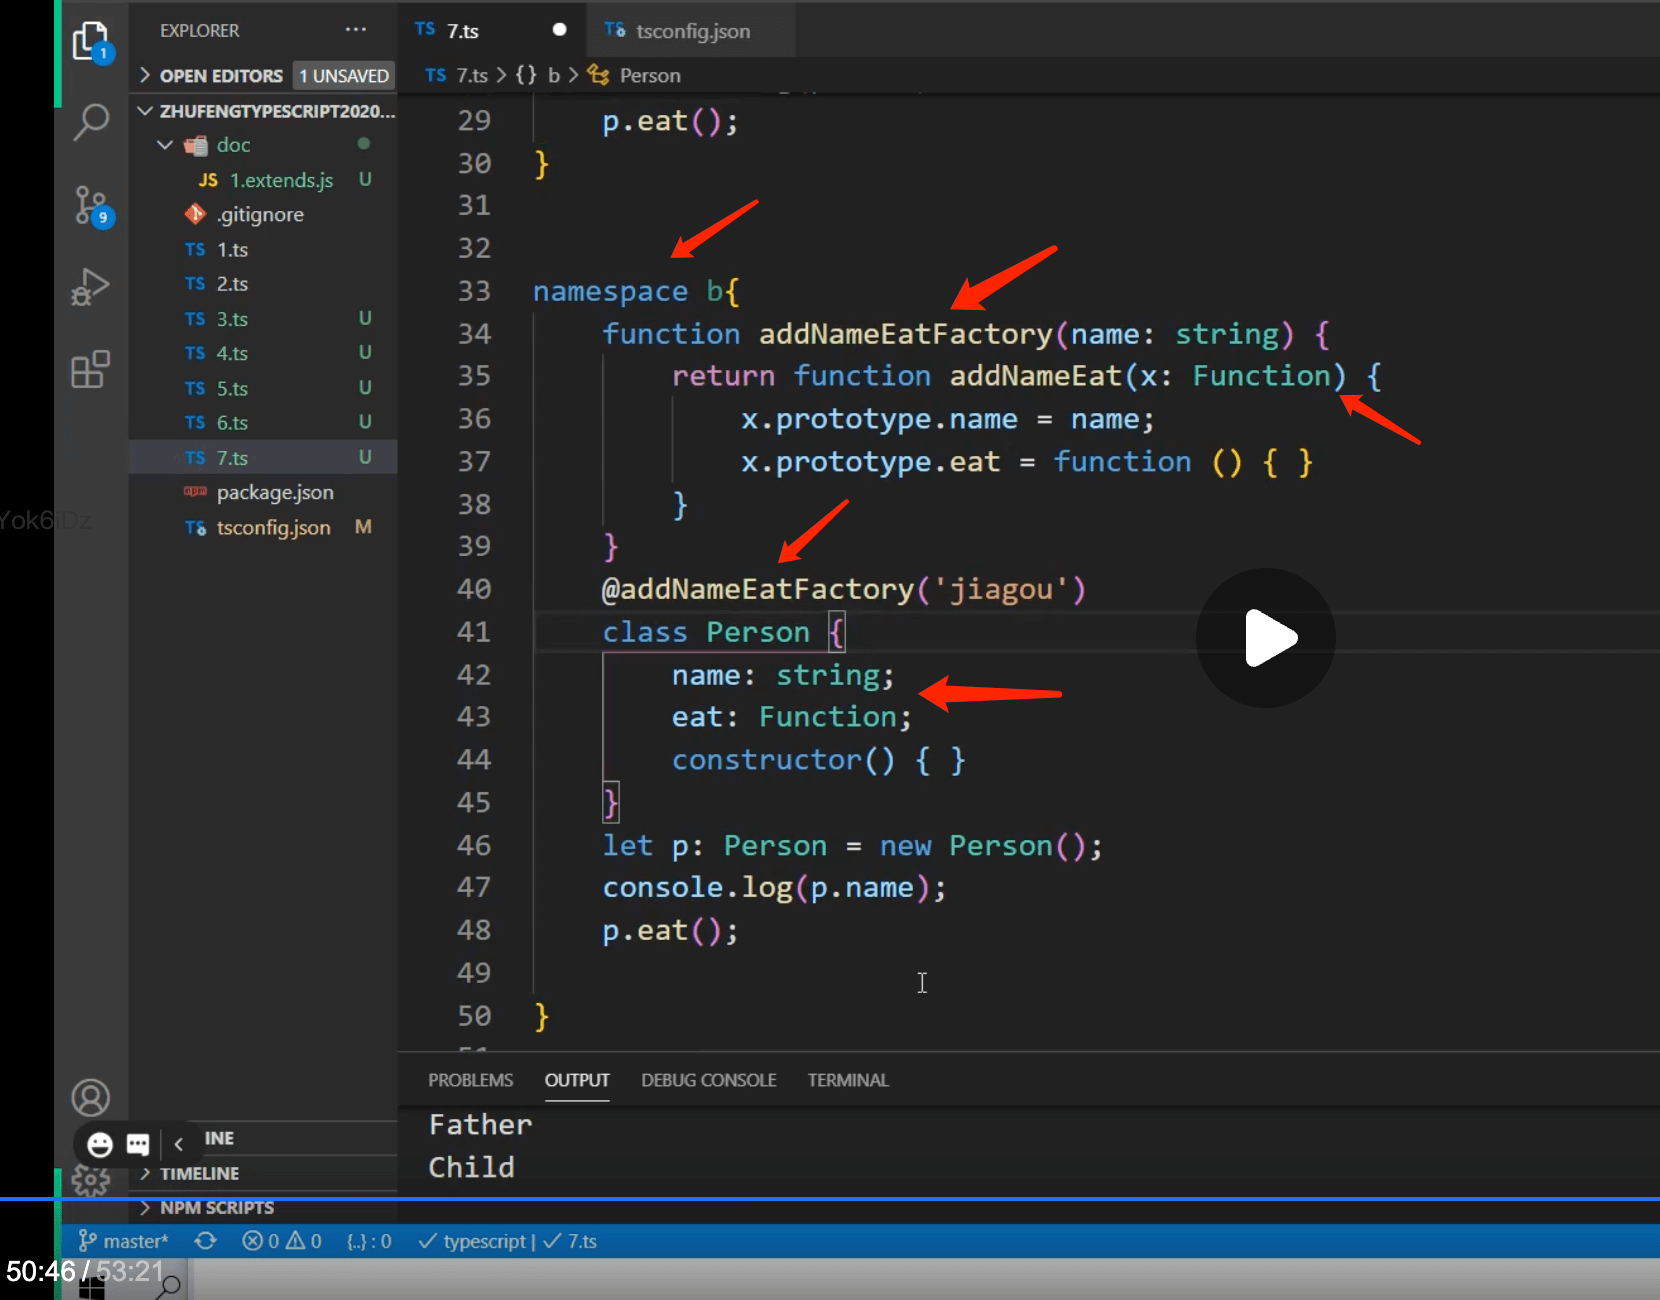 EXPLORER ···
TS 7.ts
TS tsconfig.json
1
OPEN EDITORS 1 UNSAVED
TS 7.ts > {} b > Person
ZHUFENGTYPESCRIPT2020...
doc
JS 1.extends.js U
.gitignore
9
TS 1.ts
TS 2.ts
TS 3.ts U
TS 4.ts U
TS 5.ts U
TS 6.ts U
TS 7.ts U
npm package.json
TS tsconfig.json M
Yok6iDz
29 p.eat();
30 }
31
32
33 namespace b{
34 function addNameEatFactory(name: string) {
35 return function addNameEat(x: Function) {
36 x.prototype.name = name;
37 x.prototype.eat = function () { }
38 }
39 }
40 @addNameEatFactory('jiagou')
41 class Person {
42 name: string;
43 eat: Function;
44 constructor() { }
45 }
46 let p: Person = new Person();
47 console.log(p.name);
48 p.eat();
49
50 }
51
PROBLEMS OUTPUT DEBUG CONSOLE TERMINAL
Father
Child
INE
TIMELINE
NPM SCRIPTS
master* 0 0 {..} : 0 ✓ typescript | ✓ 7.ts
50:46 / 53:21